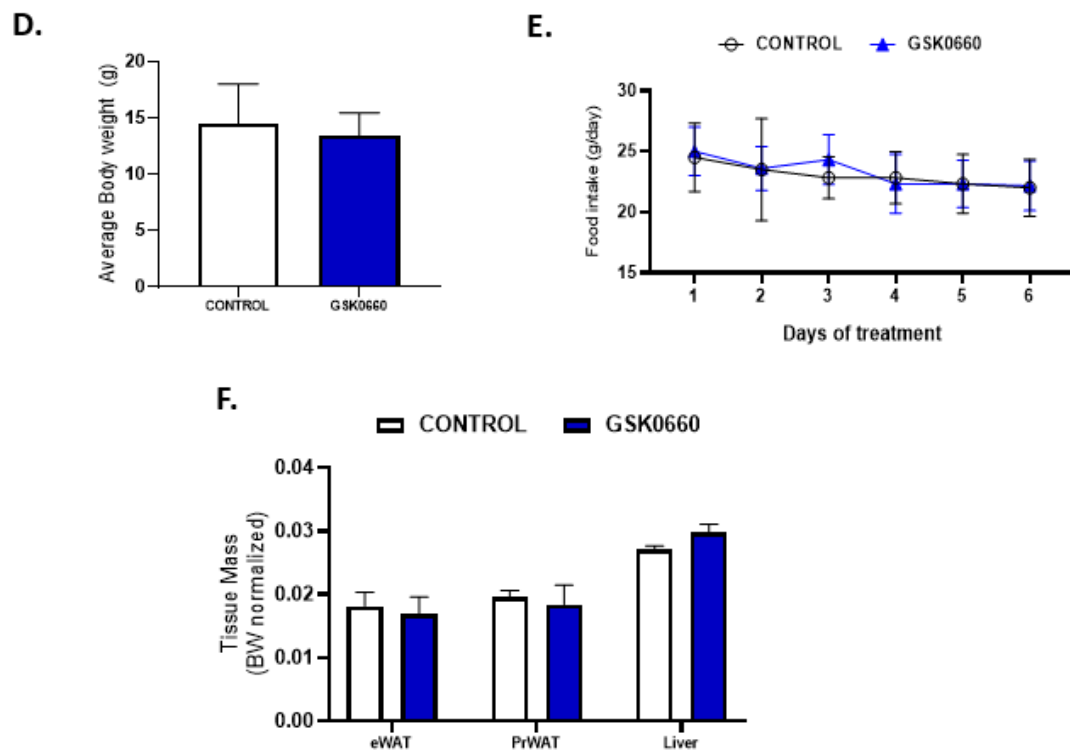 D.
Average Body weight (g)
20
15
10
5
0
CONTROL GSK0660
E.
CONTROL GSK0660
Food intake (g/day)
30
25
20
15
1 2 3 4 5 6
Days of treatment
F.
CONTROL GSK0660
Tissue Mass
(BW normalized)
0.04
0.03
0.02
0.01
0.00
eWAT PrWAT Liver